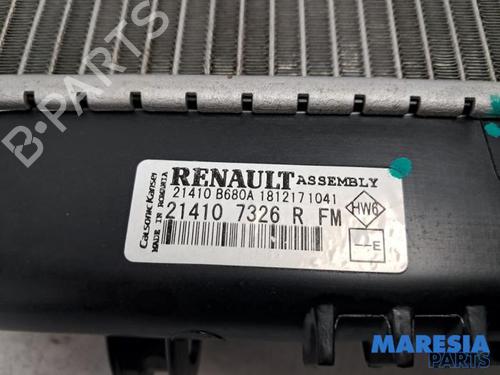 RENAULT ASSEMBLY
21410 B680A 1812171041
21410 7326 R FM
Calsonic Kansei
MADE IN ROMANIA
HW6
E
B-PARTS
MARESIA
PARTS